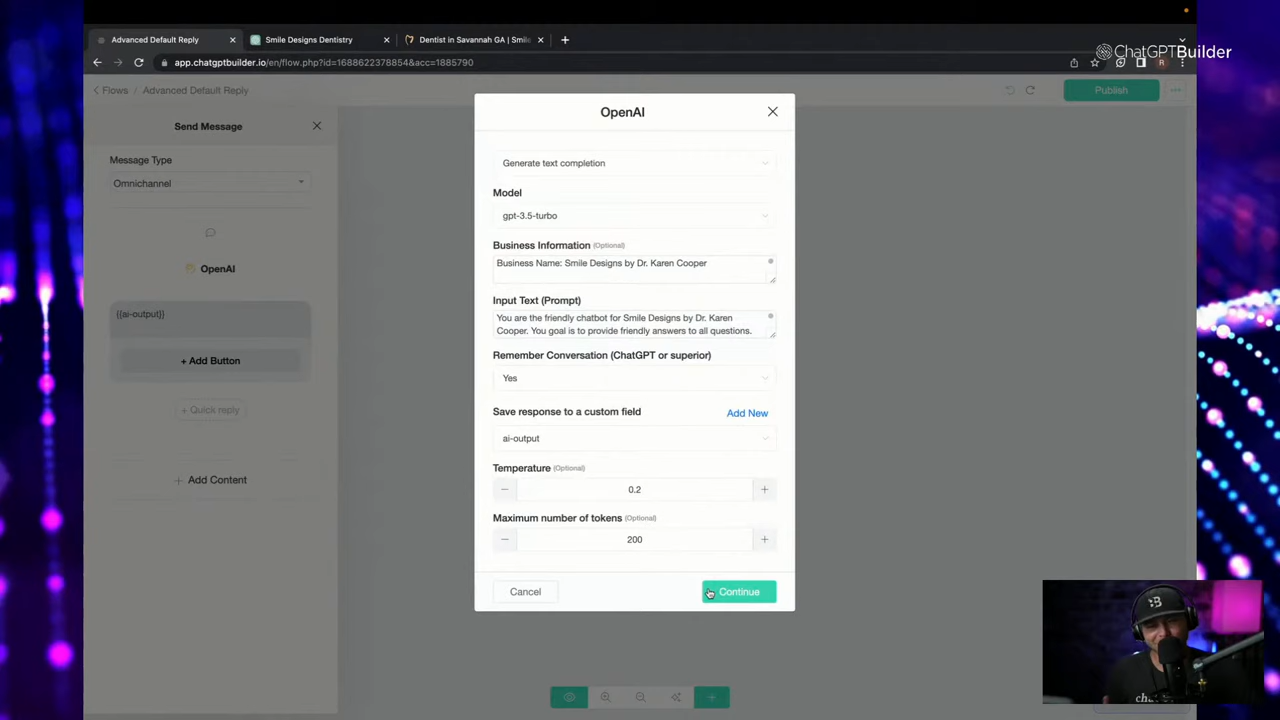 Advanced Default Reply
Smile Designs Dentistry
Dentist in Savannah GA | Smile
ChatGPTBuilder
app.chatgptbuilder.io/en/flow.php?id=1688622378854&acc=1885790
R
Flows / Advanced Default Reply
Publish
Send Message
Message Type
Omnichannel
OpenAI
{{ai-output}}
+ Add Button
+ Quick reply
+ Add Content
OpenAI
Generate text completion
Model
gpt-3.5-turbo
Business Information (Optional)
Business Name: Smile Designs by Dr. Karen Cooper
Input Text (Prompt)
You are the friendly chatbot for Smile Designs by Dr. Karen
Cooper. You goal is to provide friendly answers to all questions.
Remember Conversation (ChatGPT or superior)
Yes
Save response to a custom field
Add New
ai-output
Temperature (Optional)
0.2
Maximum number of tokens (Optional)
200
Cancel
Continue